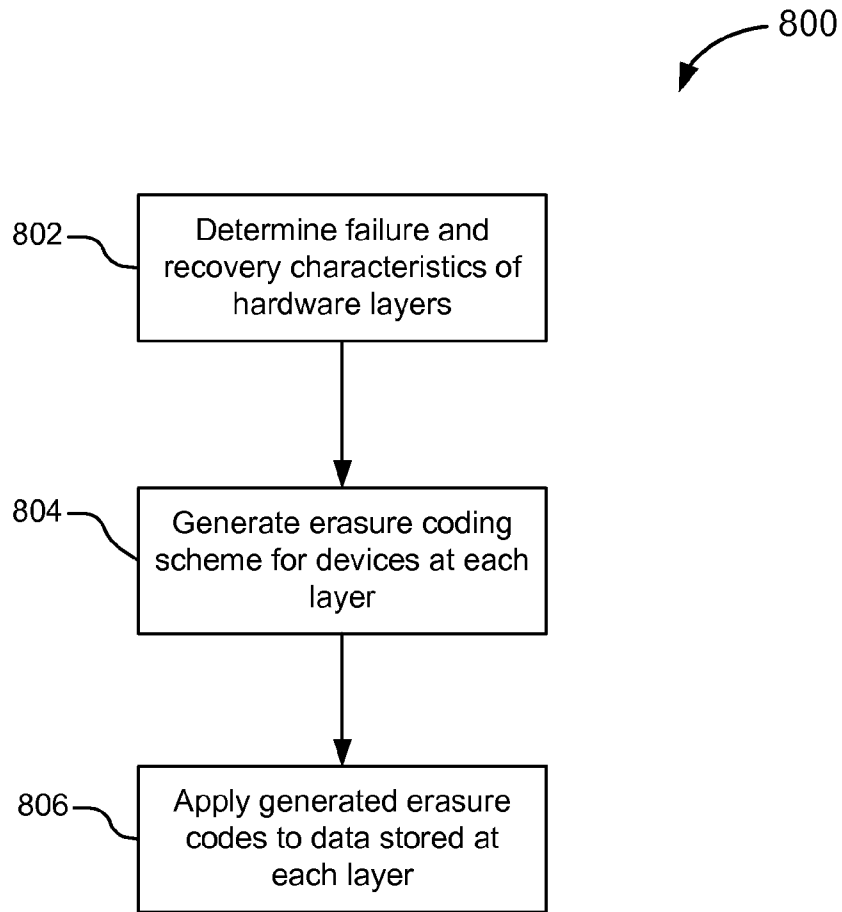 800
802
Determine failure and
recovery characteristics of
hardware layers
804
Generate erasure coding
scheme for devices at each
layer
806
Apply generated erasure
codes to data stored at
each layer